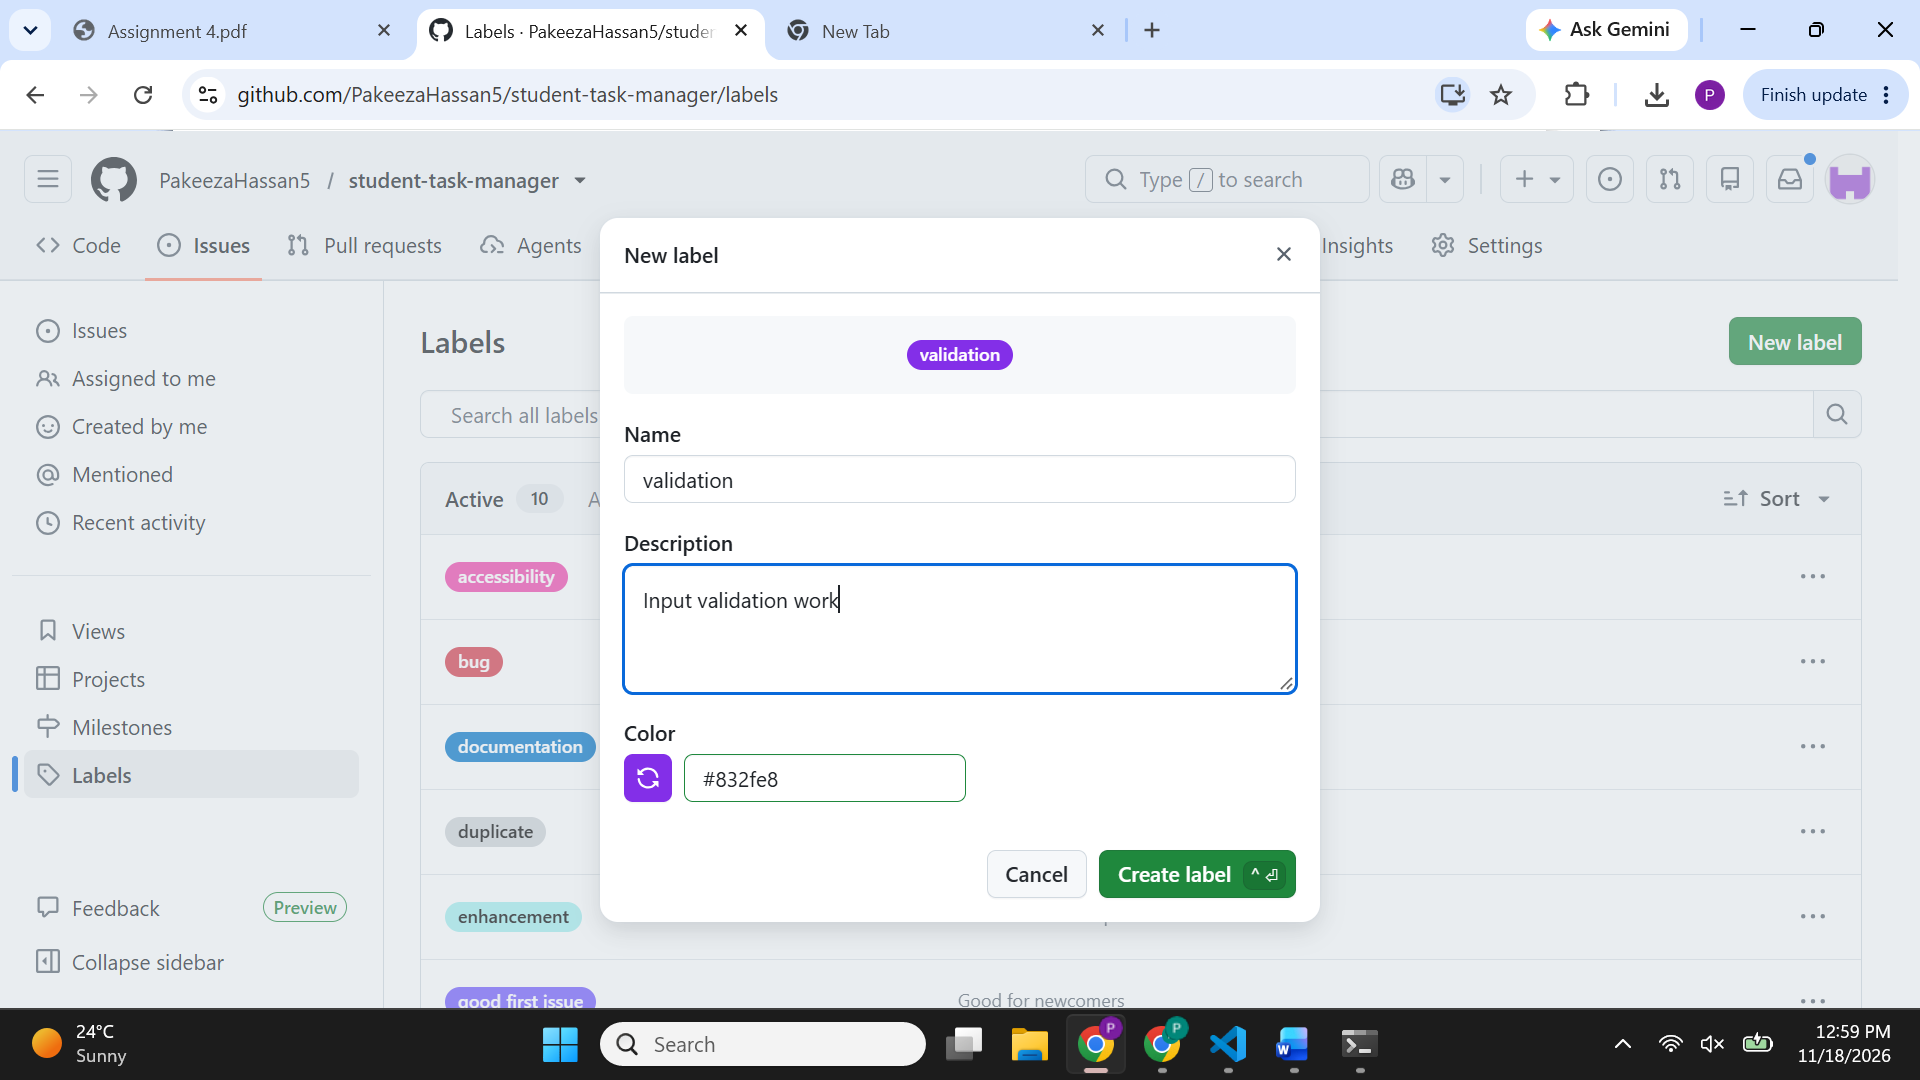 Assignment 4.pdf
Labels · PakeezaHassan5/studer
New Tab
Ask Gemini
github.com/PakeezaHassan5/student-task-manager/labels
P
Finish update
PakeezaHassan5 / student-task-manager
Type / to search
Code
Issues
Pull requests
Agents
Insights
Settings
Issues
Assigned to me
Created by me
Mentioned
Recent activity
Views
Projects
Milestones
Labels
Feedback
Preview
Collapse sidebar
Labels
New label
Search all labels
Active 10 A
Sort
accessibility
bug
documentation
duplicate
enhancement
good first issue
Good for newcomers
New label
validation
Name
validation
Description
Input validation work
Color
#832fe8
Cancel
Create label ^ ⏎
24°C
Sunny
Search
P
P
12:59 PM
11/18/2026